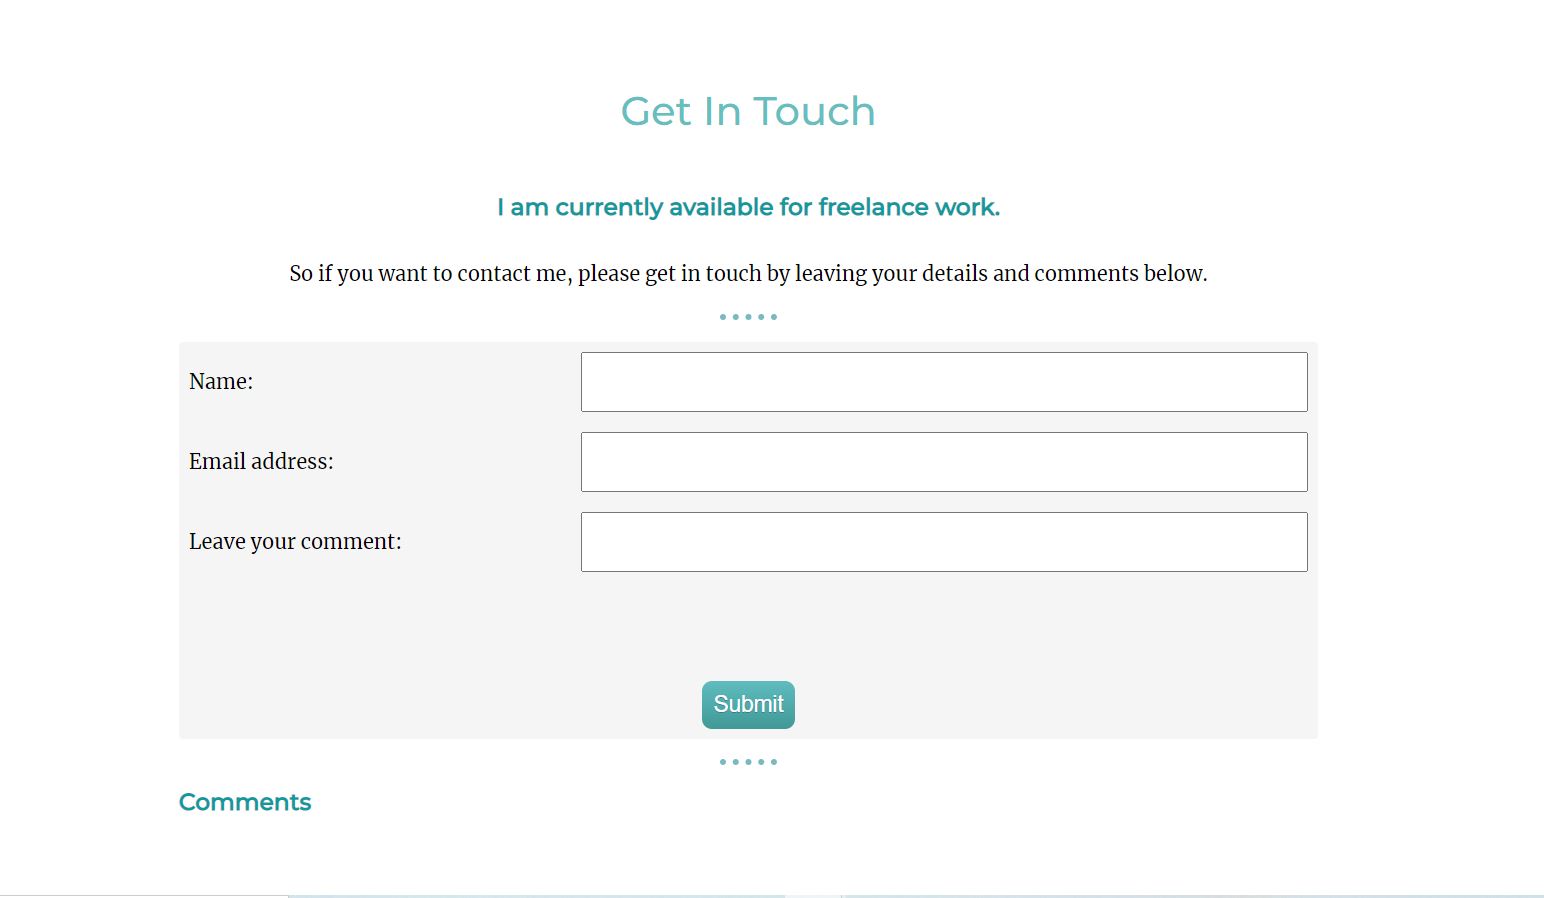 Get In Touch
I am currently available for freelance work.
So if you want to contact me, please get in touch by leaving your details and comments below.
Name:
Email address:
Leave your comment:
Submit
Comments